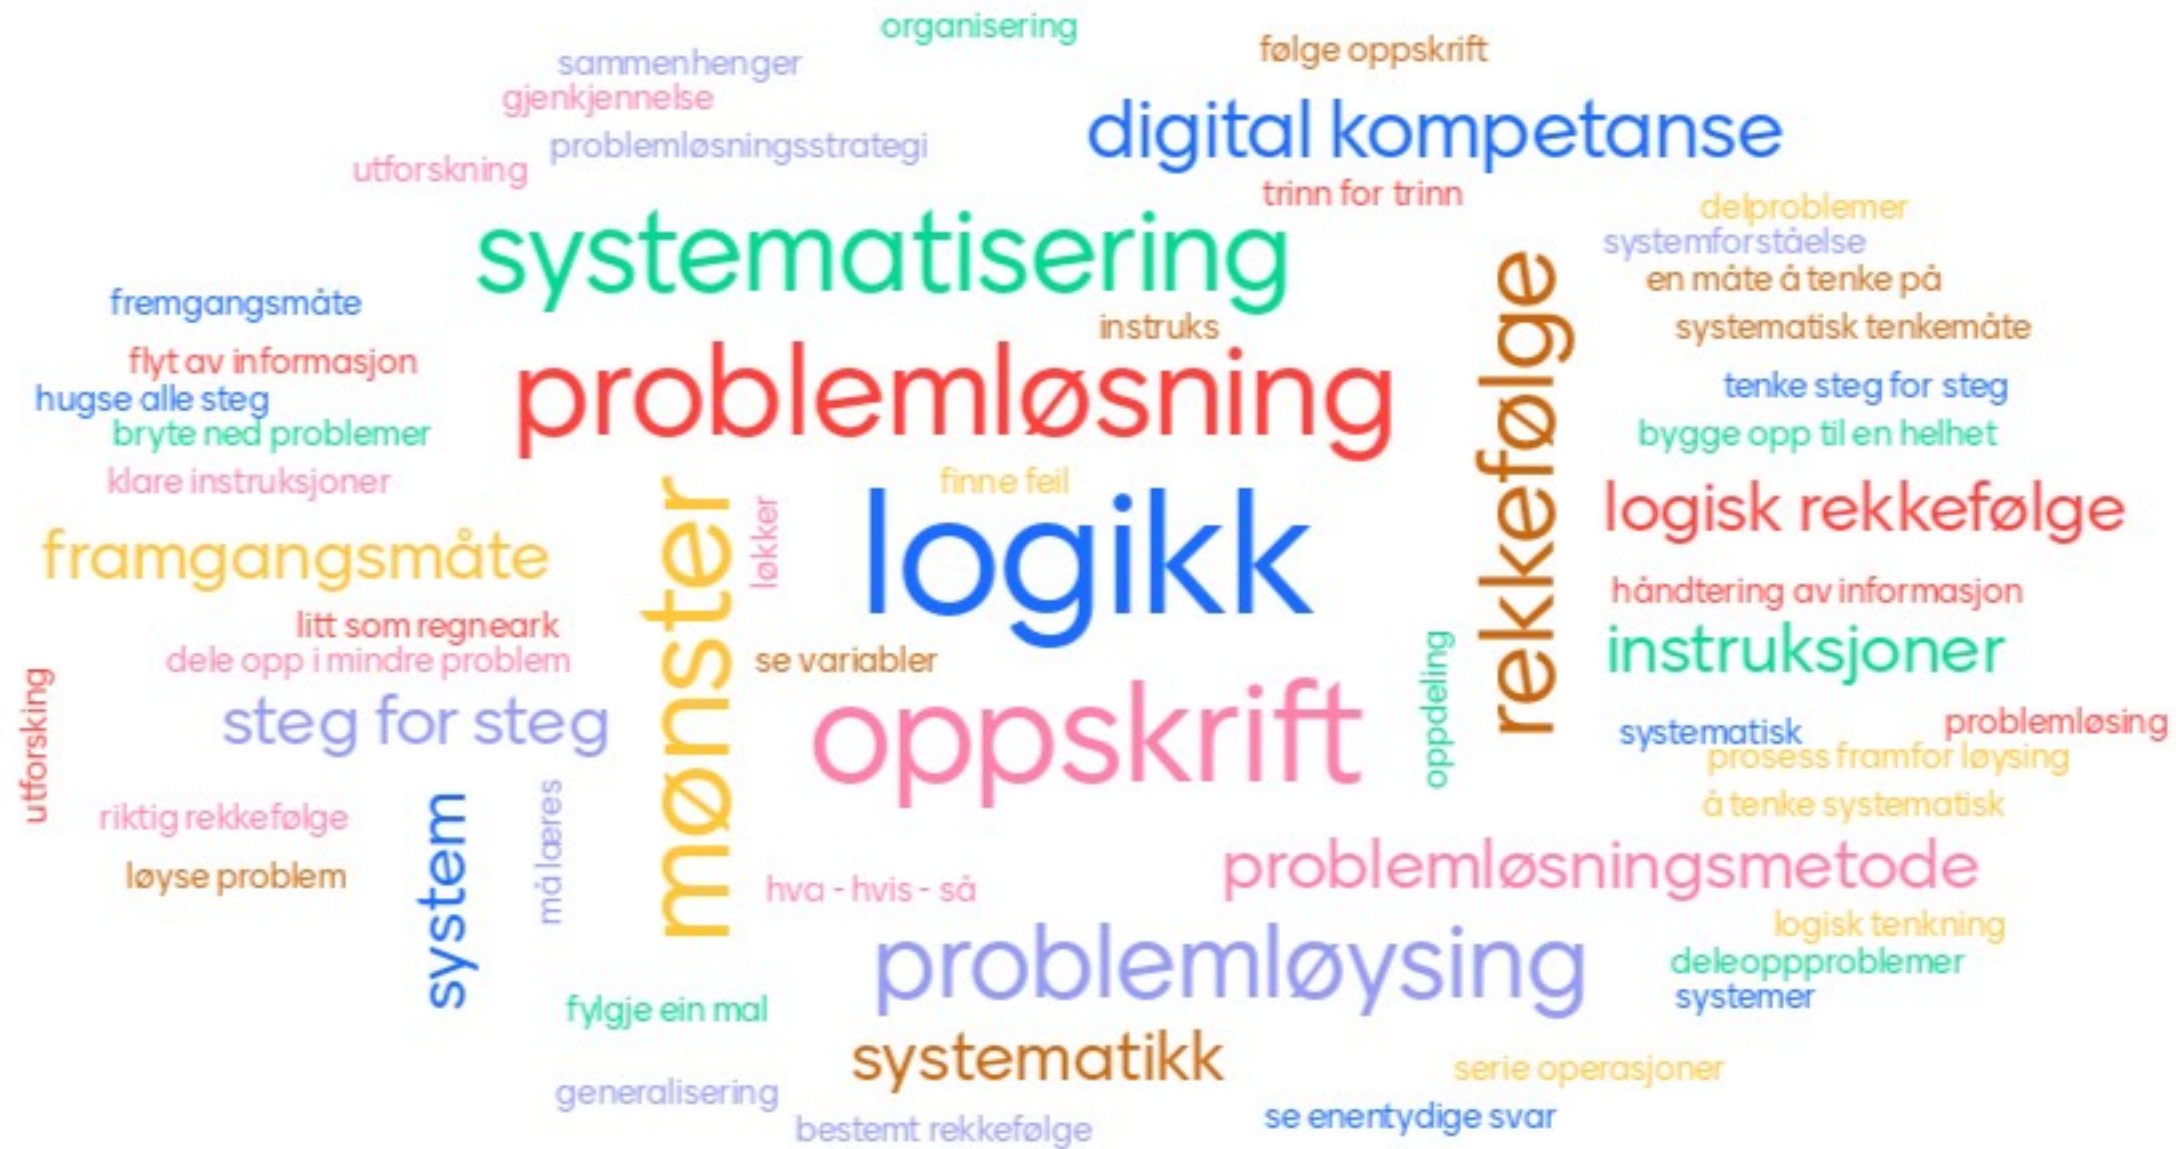 organisering
følge oppskrift
sammenhenger
gjenkjennelse
digital kompetanse
problemløsningsstrategi
utforskning
trinn for trinn
delproblemer
systematisering
systemforståelse
en måte å tenke på
fremgangsmåte
instruks
systematisk tenkemåte
flyt av informasjon
problemløsning
rekkefølge
tenke steg for steg
hugse alle steg
bryte ned problemer
bygge opp til en helhet
klare instruksjoner
finne feil
mønster
løkker
logikk
logisk rekkefølge
framgangsmåte
håndtering av informasjon
litt som regneark
dele opp i mindre problem
se variabler
instruksjoner
utforsking
steg for steg
oppskrift
oppdeling
systematisk
problemløsing
prosess framfor løysing
å tenke systematisk
riktig rekkefølge
system
må læres
løyse problem
hva - hvis - så
problemløsningsmetode
logisk tenkning
problemløysing
deleoppproblemer
systemer
fylgje ein mal
systematikk
serie operasjoner
generalisering
se enentydige svar
bestemt rekkefølge